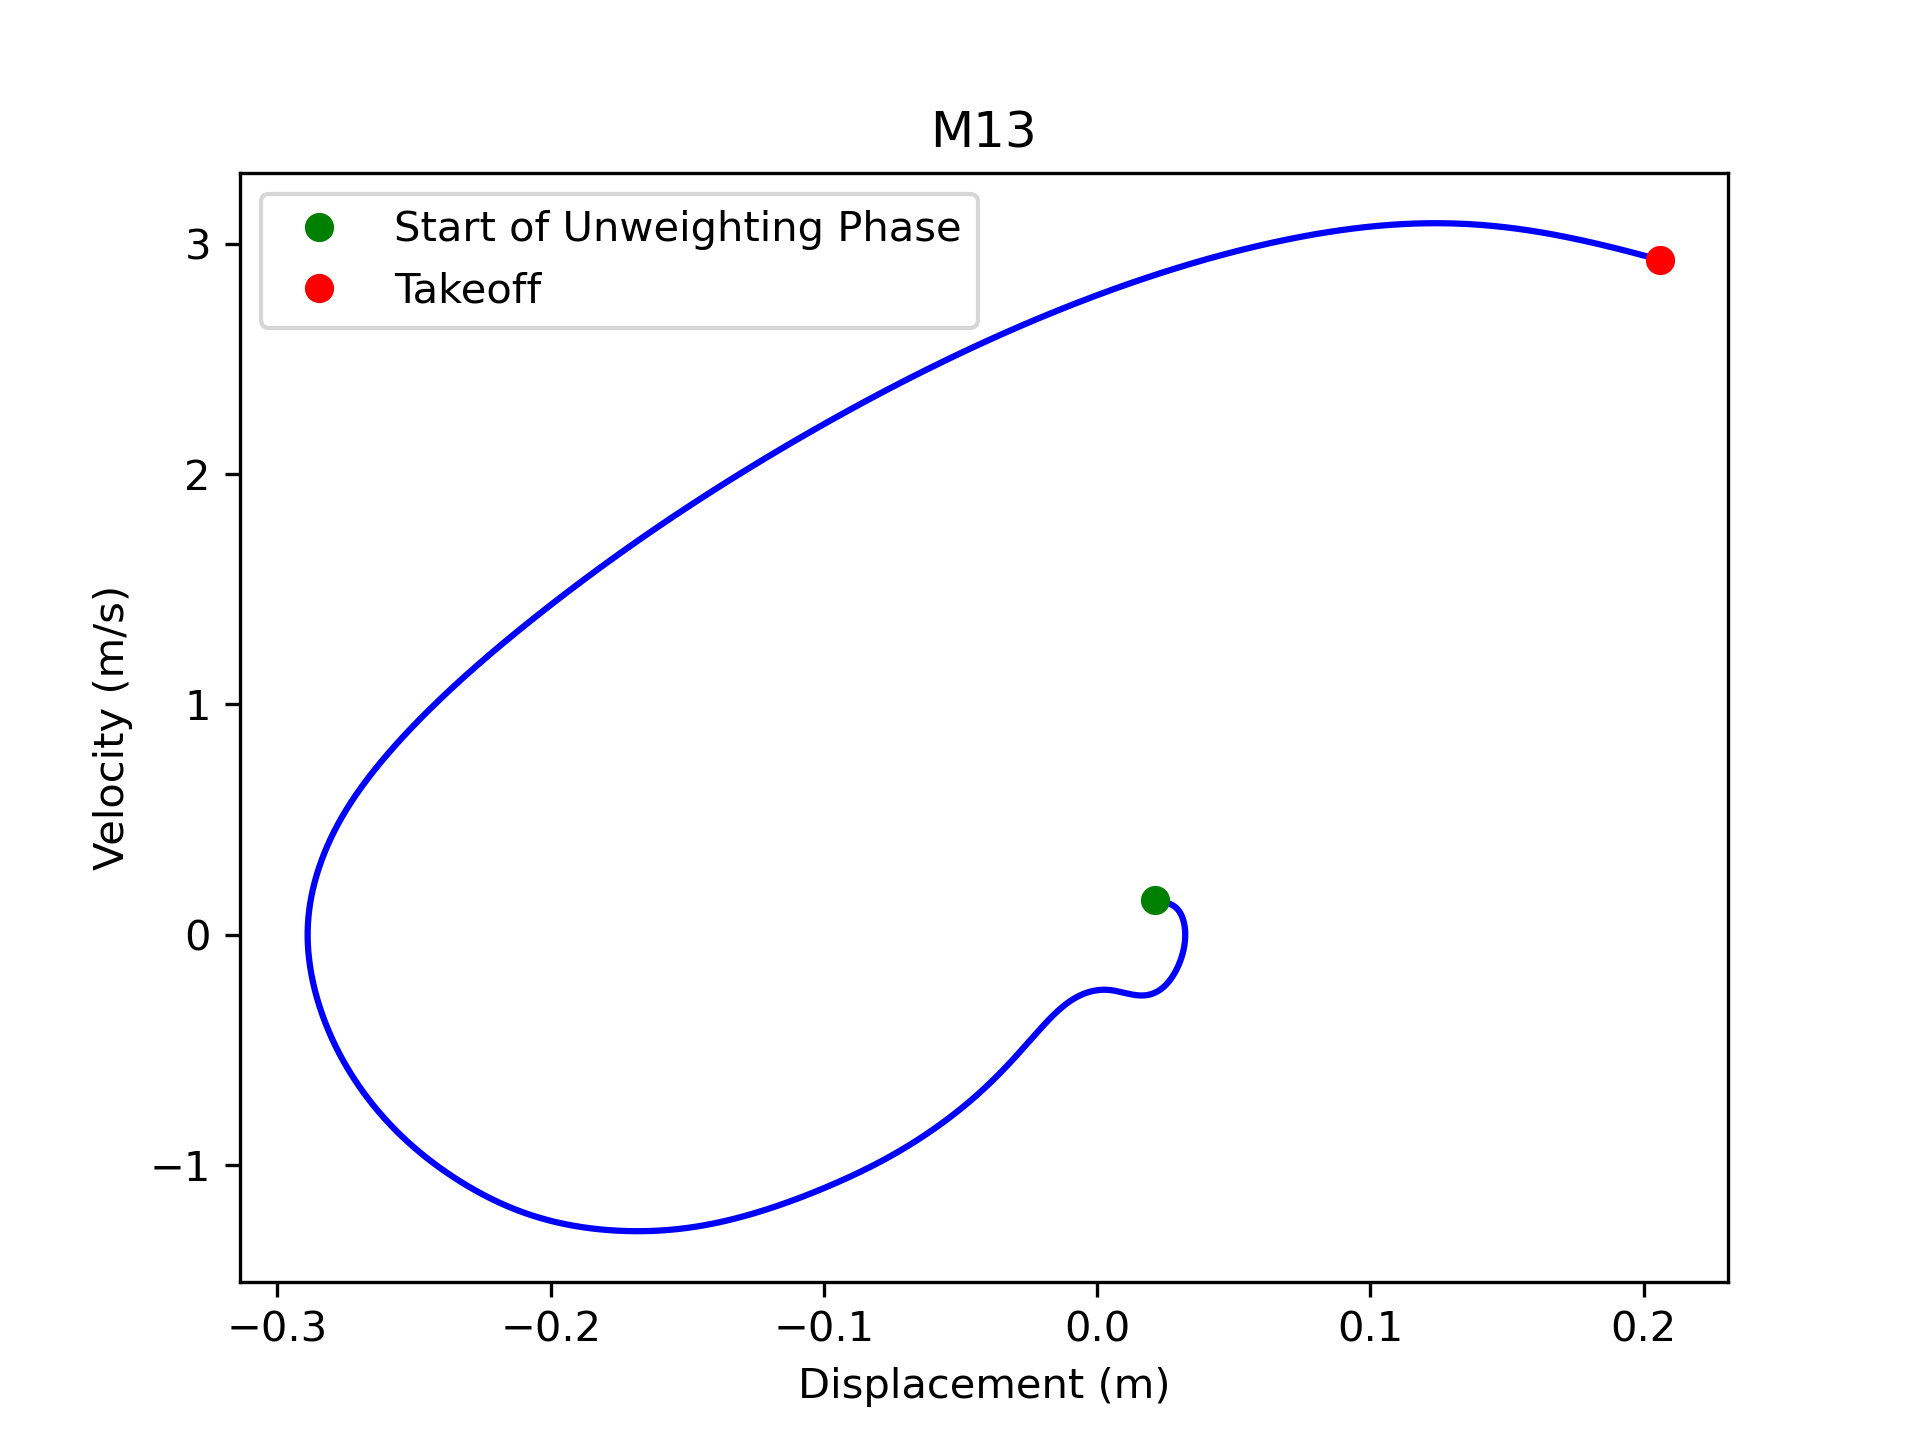 M13
Start of Unweighting Phase
Takeoff
3
2
1
0
−1
Velocity (m/s)
−0.3 −0.2 −0.1 0.0 0.1 0.2
Displacement (m)